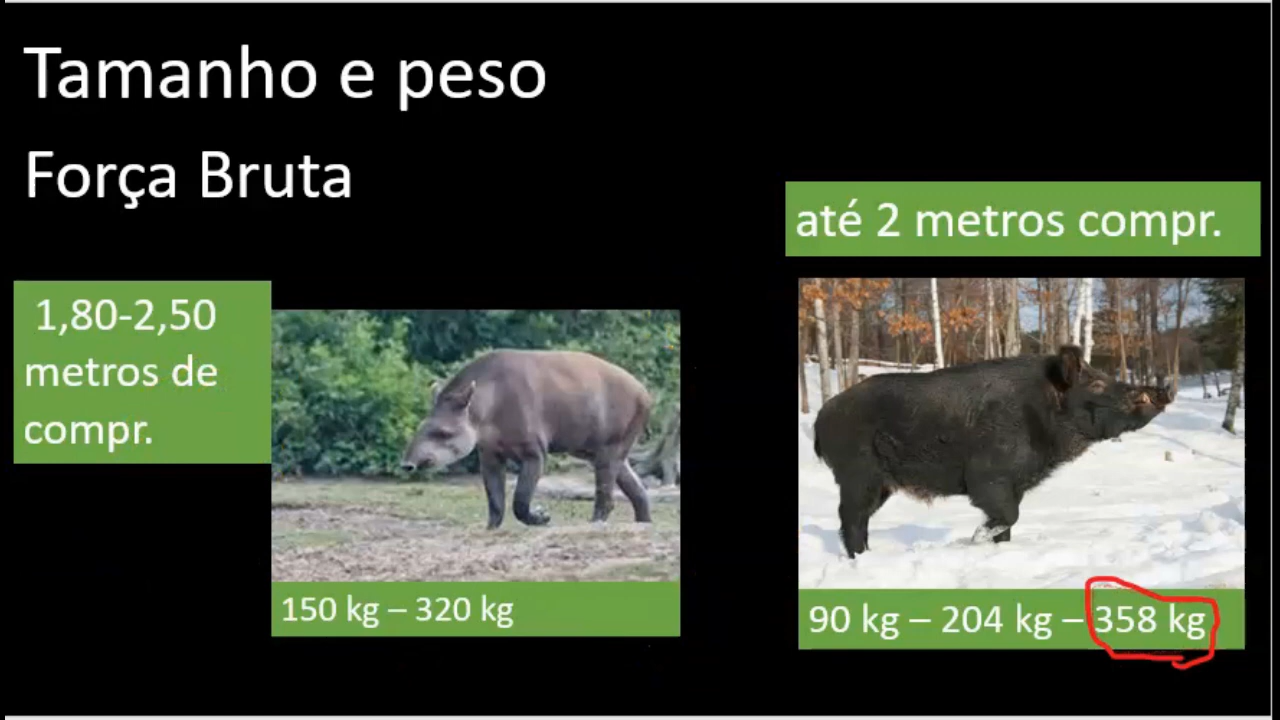 Tamanho e peso
Força Bruta
até 2 metros compr.
1,80-2,50
metros de
compr.
150 kg – 320 kg
90 kg – 204 kg – 358 kg